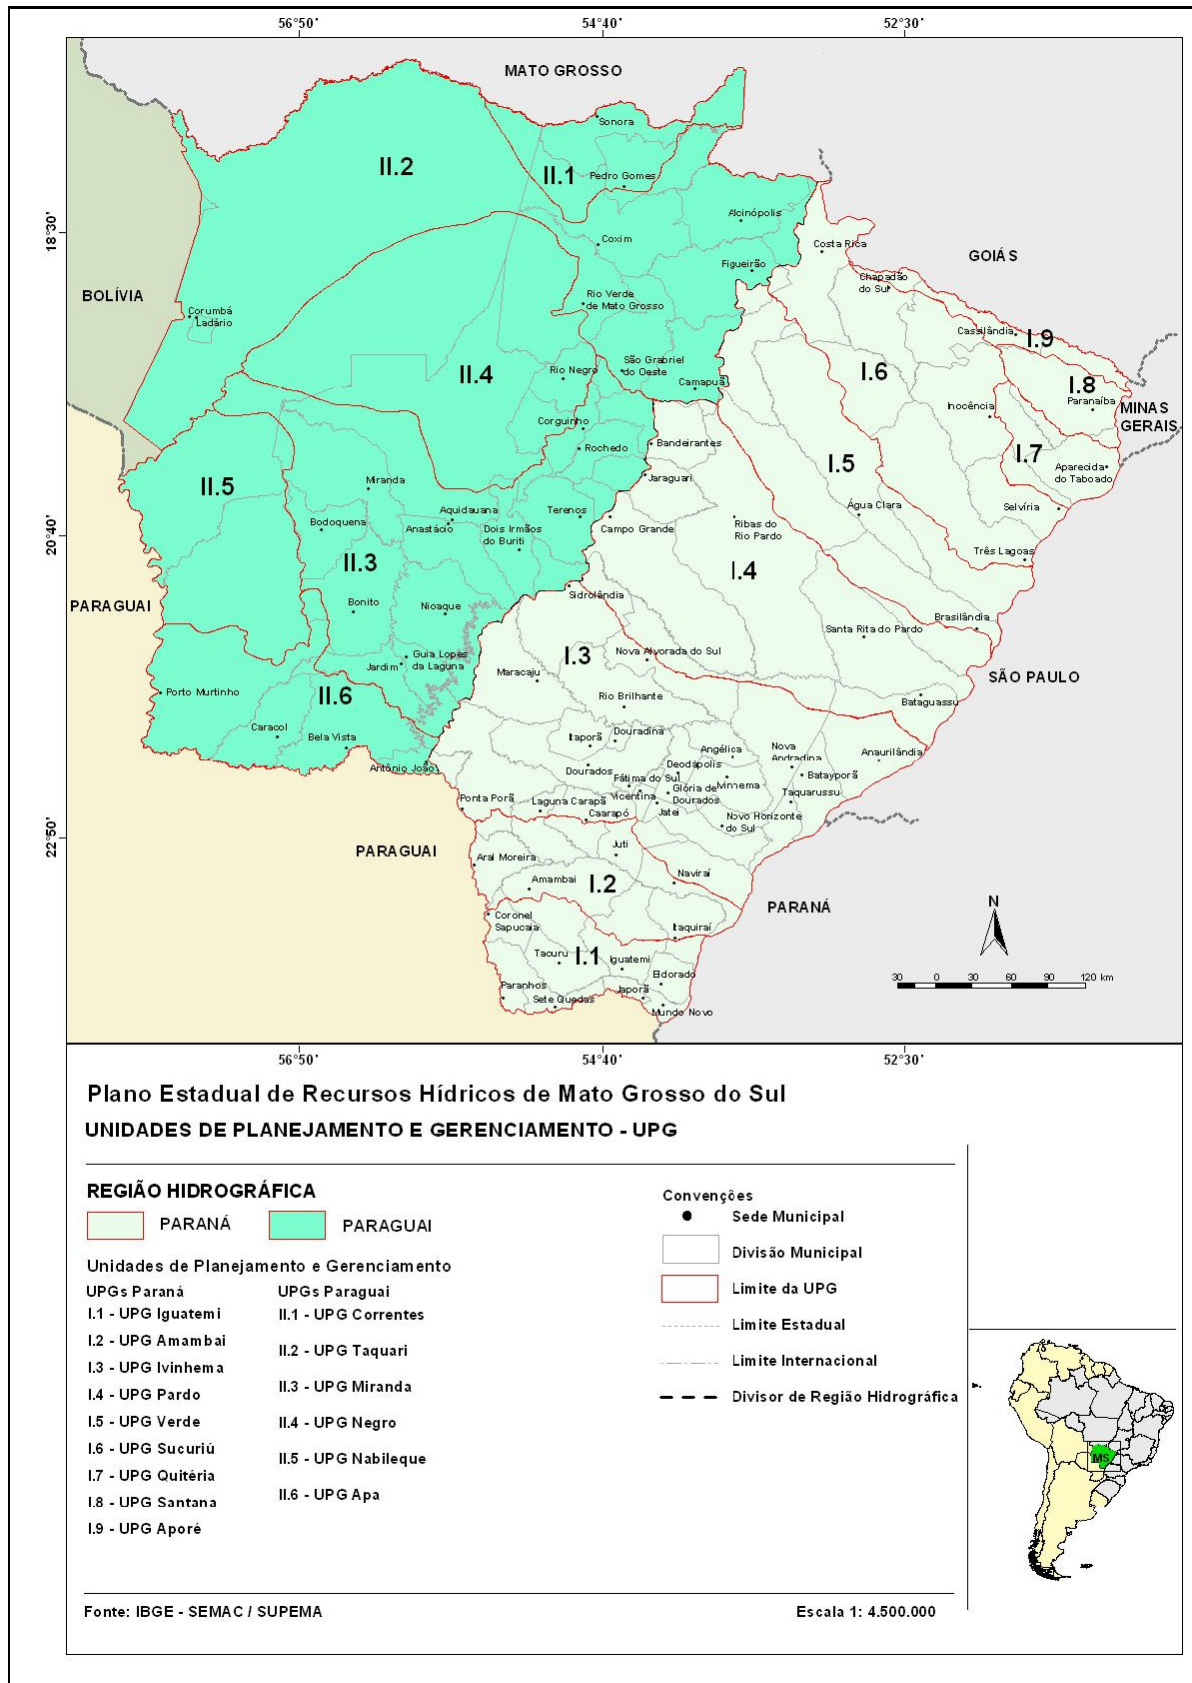 56°50'
54°40'
52°30'
MATO GROSSO
Sonora
II.2
II.1
Pedro Gomes
Alcinópolis
18°30'
Coxim
Costa Rica
GOIÁS
Figueirão
Chapadão
do Sul
BOLÍVIA
Rio Verde
de Mato Grosso
Corumbá
Ladário
Cassilândia
I.9
São Grabriel
do Oeste
II.4
Rio Negro
I.6
Camapuã
I.8
Paranaíba
MINAS
GERAIS
Inocência
Corguinho
Rochedo
Bandeirantes
I.7
I.5
Aparecida
do Taboado
Jaraguari
II.5
Miranda
Água Clara
Selvíria
Aquidauana
Anastácio
Bodoquena
Dois Irmãos
do Buriti
Terenos
Campo Grande
Ribas do
Rio Pardo
20°40'
Três Lagoas
II.3
I.4
PARAGUAI
Sidrolândia
Bonito
Nioaque
Brasilândia
Santa Rita do Pardo
I.3
Nova Alvorada do Sul
Guia Lopes
da Laguna
Jardim
Maracaju
SÃO PAULO
Porto Murtinho
II.6
Rio Brilhante
Bataguassu
Caracol
Bela Vista
Itaporã
Douradina
Angélica
Nova
Andradina
Anaurilândia
Antônio João
Dourados
Deodápolis
Fátima do Sul
Vicentina
Glória de
Dourados
Ivinhema
Batayporã
Taquarussu
Ponta Porã
Laguna Carapã
Caarapó
Jatei
Novo Horizonte
do Sul
22°50'
PARAGUAI
Aral Moreira
Juti
Amambai
I.2
Naviraí
PARANÁ
Coronel
Sapucaia
Itaquiraí
N
Tacuru
I.1
Iguatemi
Eldorado
Paranhos
Sete Quedas
Japorã
Mundo Novo
30 0 30 60 90 120 km
56°50'
54°40'
52°30'
Plano Estadual de Recursos Hídricos de Mato Grosso do Sul
UNIDADES DE PLANEJAMENTO E GERENCIAMENTO - UPG
REGIÃO HIDROGRÁFICA
PARANÁ
PARAGUAI
Unidades de Planejamento e Gerenciamento
UPGs Paraná
I.1 - UPG Iguatemi
I.2 - UPG Amambai
I.3 - UPG Ivinhema
I.4 - UPG Pardo
I.5 - UPG Verde
I.6 - UPG Sucuriú
I.7 - UPG Quitéria
I.8 - UPG Santana
I.9 - UPG Aporé
UPGs Paraguai
II.1 - UPG Correntes
II.2 - UPG Taquari
II.3 - UPG Miranda
II.4 - UPG Negro
II.5 - UPG Nabileque
II.6 - UPG Apa
Convenções
Sede Municipal
Divisão Municipal
Limite da UPG
Limite Estadual
Limite Internacional
Divisor de Região Hidrográfica
MS
Fonte: IBGE - SEMAC / SUPEMA
Escala 1: 4.500.000